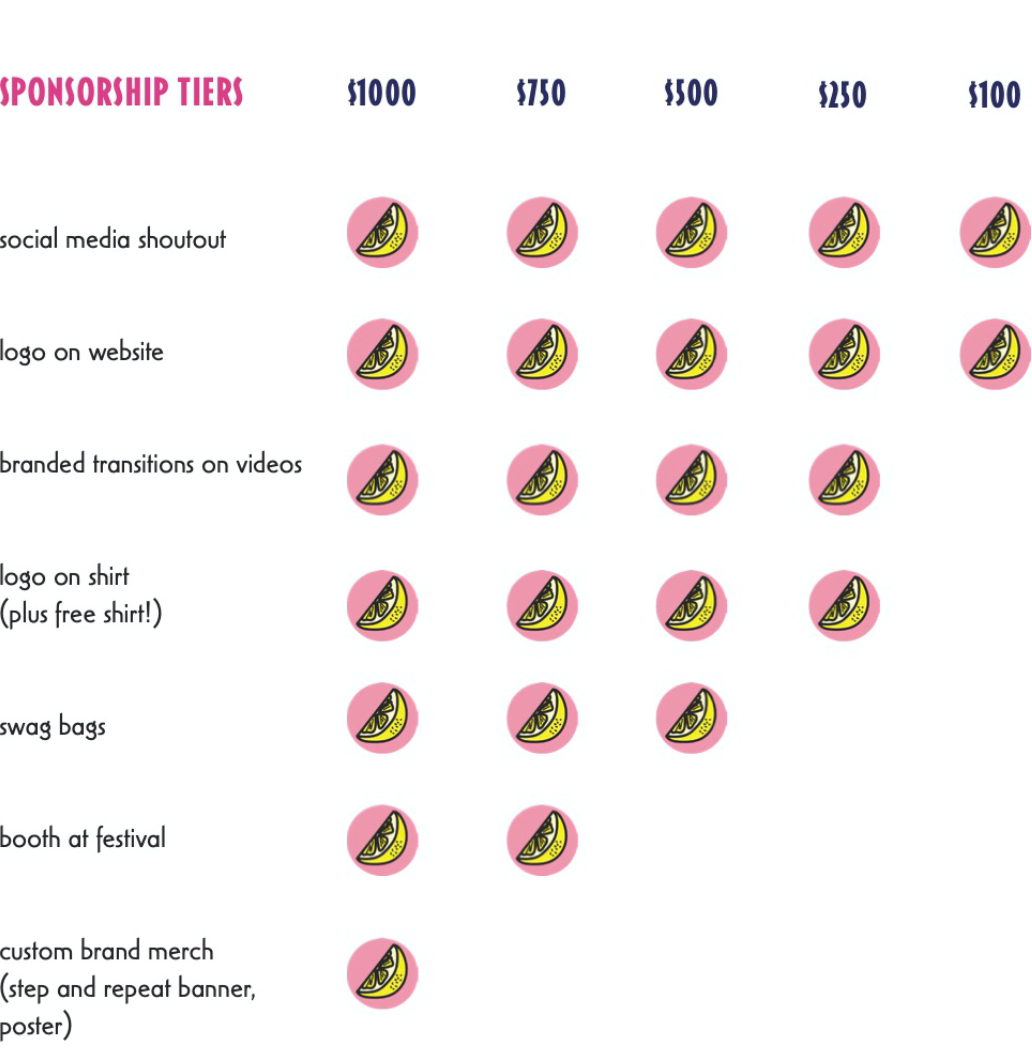 SPONSORSHIP TIERS $1000 $750 $500 $250 $100
social media shoutout
logo on website
branded transitions on videos
logo on shirt
(plus free shirt!)
swag bags
booth at festival
custom brand merch
(step and repeat banner,
poster)